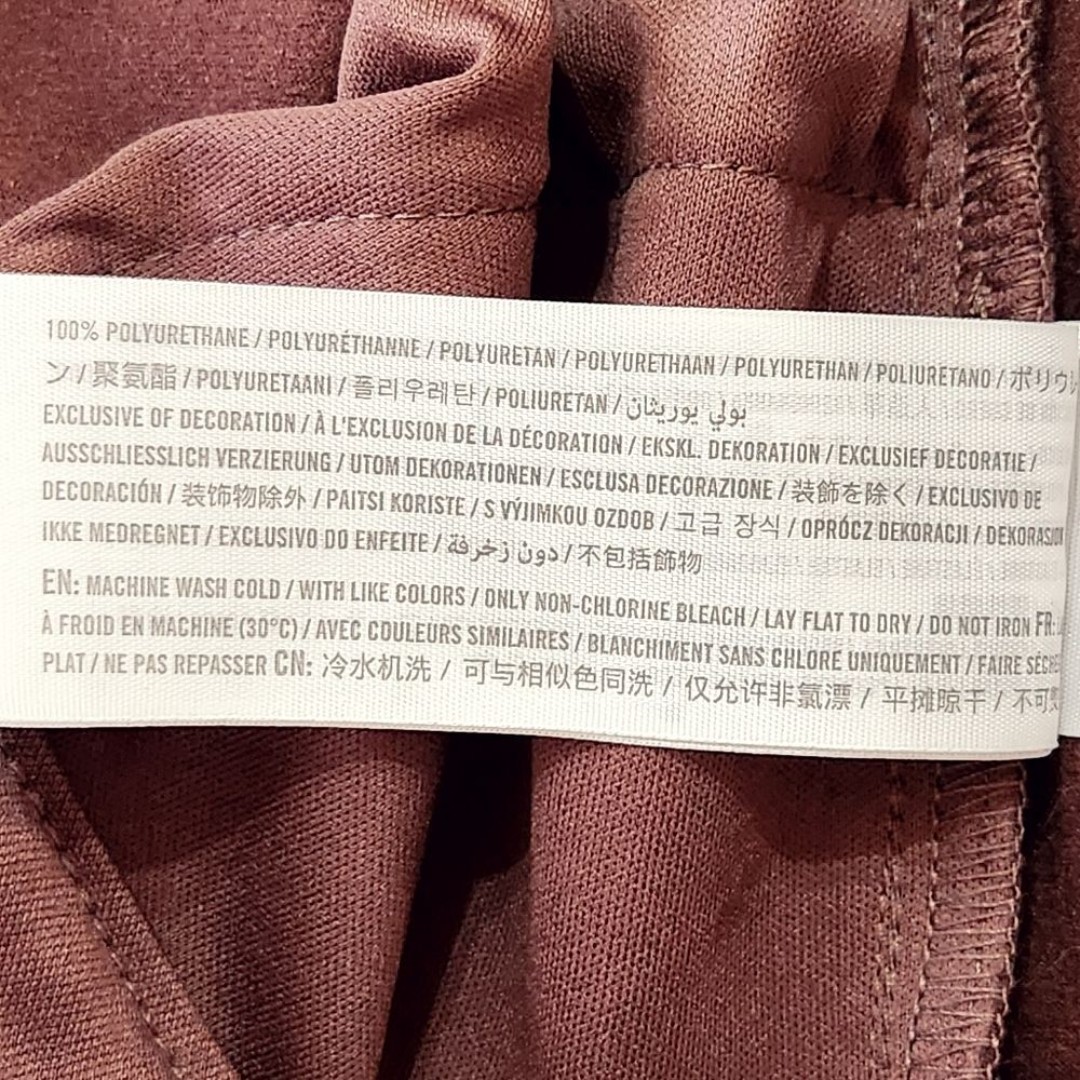 100% POLYURETHANE / POLYURÉTHANNE / POLYURETAN / POLYURETHAAN / POLYURETHAN / POLIURETANO / ポリウレ
ン / 聚氨酯 / POLYURETAANI / 폴리우레탄 / POLIURETAN / بولي يوريثان
EXCLUSIVE OF DECORATION / À L'EXCLUSION DE LA DÉCORATION / EKSKL. DEKORATION / EXCLUSIEF DECORATIE /
AUSSCHLIESSLICH VERZIERUNG / UTOM DEKORATIONEN / ESCLUSA DECORAZIONE / 装飾を除く / EXCLUSIVO DE
DECORACIÓN / 装饰物除外 / PAITSI KORISTE / S VÝJIMKOU OZDOB / 고급 장식 / OPRÓCZ DEKORACJI / DEKORASJON
IKKE MEDREGNET / EXCLUSIVO DO ENFEITE / دون زخرفة / 不包括飾物
EN: MACHINE WASH COLD / WITH LIKE COLORS / ONLY NON-CHLORINE BLEACH / LAY FLAT TO DRY / DO NOT IRON FR:
À FROID EN MACHINE (30°C) / AVEC COULEURS SIMILAIRES / BLANCHIMENT SANS CHLORE UNIQUEMENT / FAIRE SÉCHE
PLAT / NE PAS REPASSER CN: 冷水机洗 / 可与相似色同洗 / 仅允许非氯漂 / 平摊晾干 / 不可